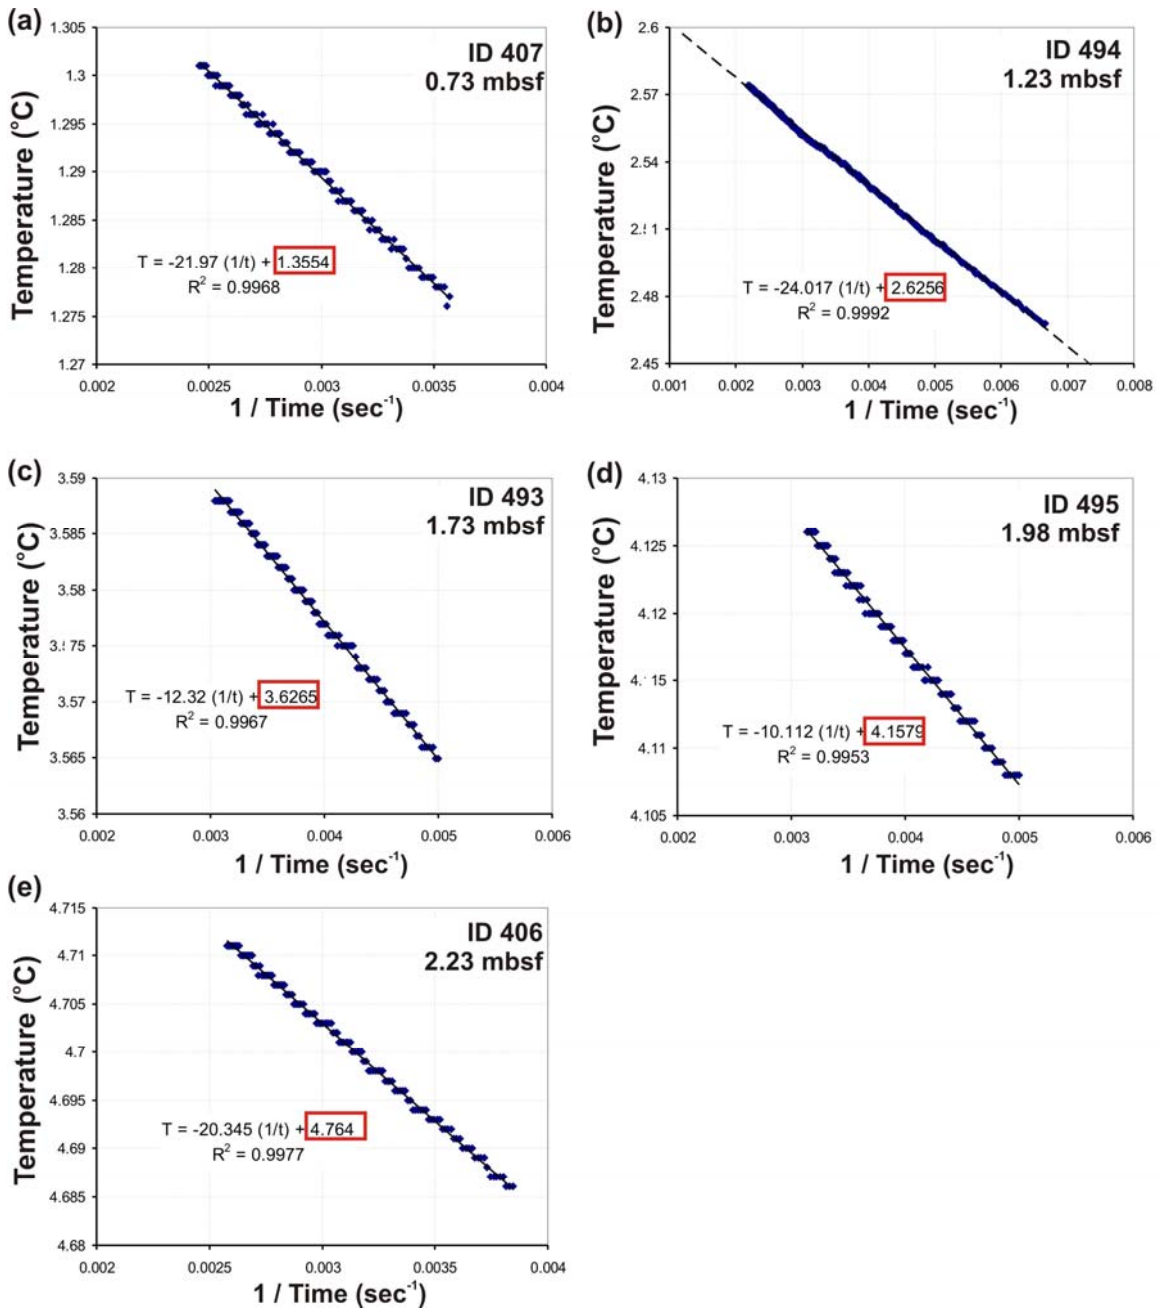 (a)
ID 407
0.73 mbsf
Temperature (°C)
1.305
1.3
1.295
1.29
1.285
1.28
1.275
1.27
T = -21.97 (1/t) + 1.3554
R² = 0.9968
0.002 0.0025 0.003 0.0035 0.004
1 / Time (sec⁻¹)
(b)
ID 494
1.23 mbsf
Temperature (°C)
2.6
2.57
2.54
2.ı1
2.48
2.45
T = -24.017 (1/t) + 2.6256
R² = 0.9992
0.001 0.002 0.003 0.004 0.005 0.006 0.007 0.008
1 / Time (sec⁻¹)
(c)
ID 493
1.73 mbsf
Temperature (°C)
3.59
3.585
3.58
3.ı75
3.57
3.565
3.56
T = -12.32 (1/t) + 3.6265
R² = 0.9967
0.002 0.003 0.004 0.005 0.006
1 / Time (sec⁻¹)
(d)
ID 495
1.98 mbsf
Temperature (°C)
4.13
4.125
4.12
4.ı15
4.11
4.105
T = -10.112 (1/t) + 4.1579
R² = 0.9953
0.002 0.003 0.004 0.005 0.006
1 / Time (sec⁻¹)
(e)
ID 406
2.23 mbsf
Temperature (°C)
4.715
4.71
4.705
4.7
4.695
4.69
4.685
4.68
T = -20.345 (1/t) + 4.764
R² = 0.9977
0.002 0.0025 0.003 0.0035 0.004
1 / Time (sec⁻¹)